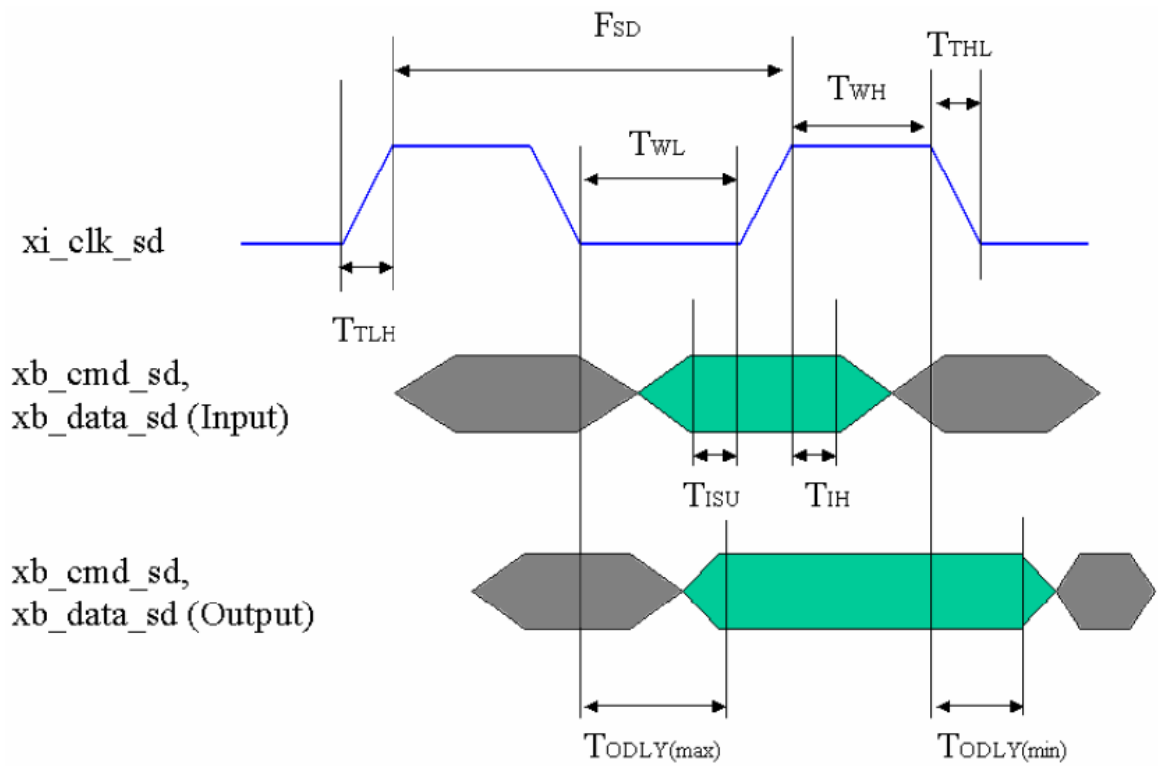 FSD
TTHL
TWH
TWL
xi_clk_sd
TTLH
xb_cmd_sd,
xb_data_sd (Input)
TISU
TIH
xb_cmd_sd,
xb_data_sd (Output)
TODLY(max)
TODLY(min)